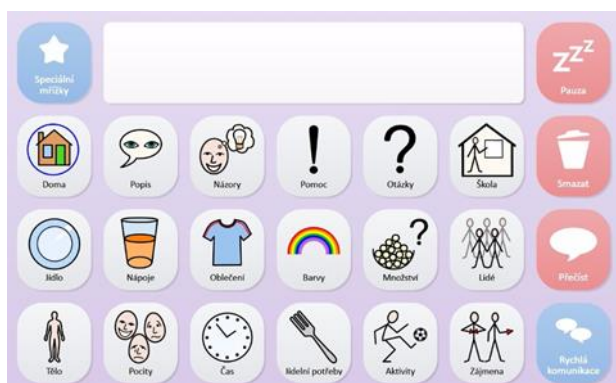 Speciální
mřížky
zzz
Pauza
Doma
Popis
Názory
Pomoc
Otázky
Škola
Smazat
Jídlo
Nápoje
Oblečení
Barvy
Množství
Lidé
Přečíst
Tělo
Pocity
Čas
Jídelní potřeby
Aktivity
Zájmena
Rychlá
komunikace